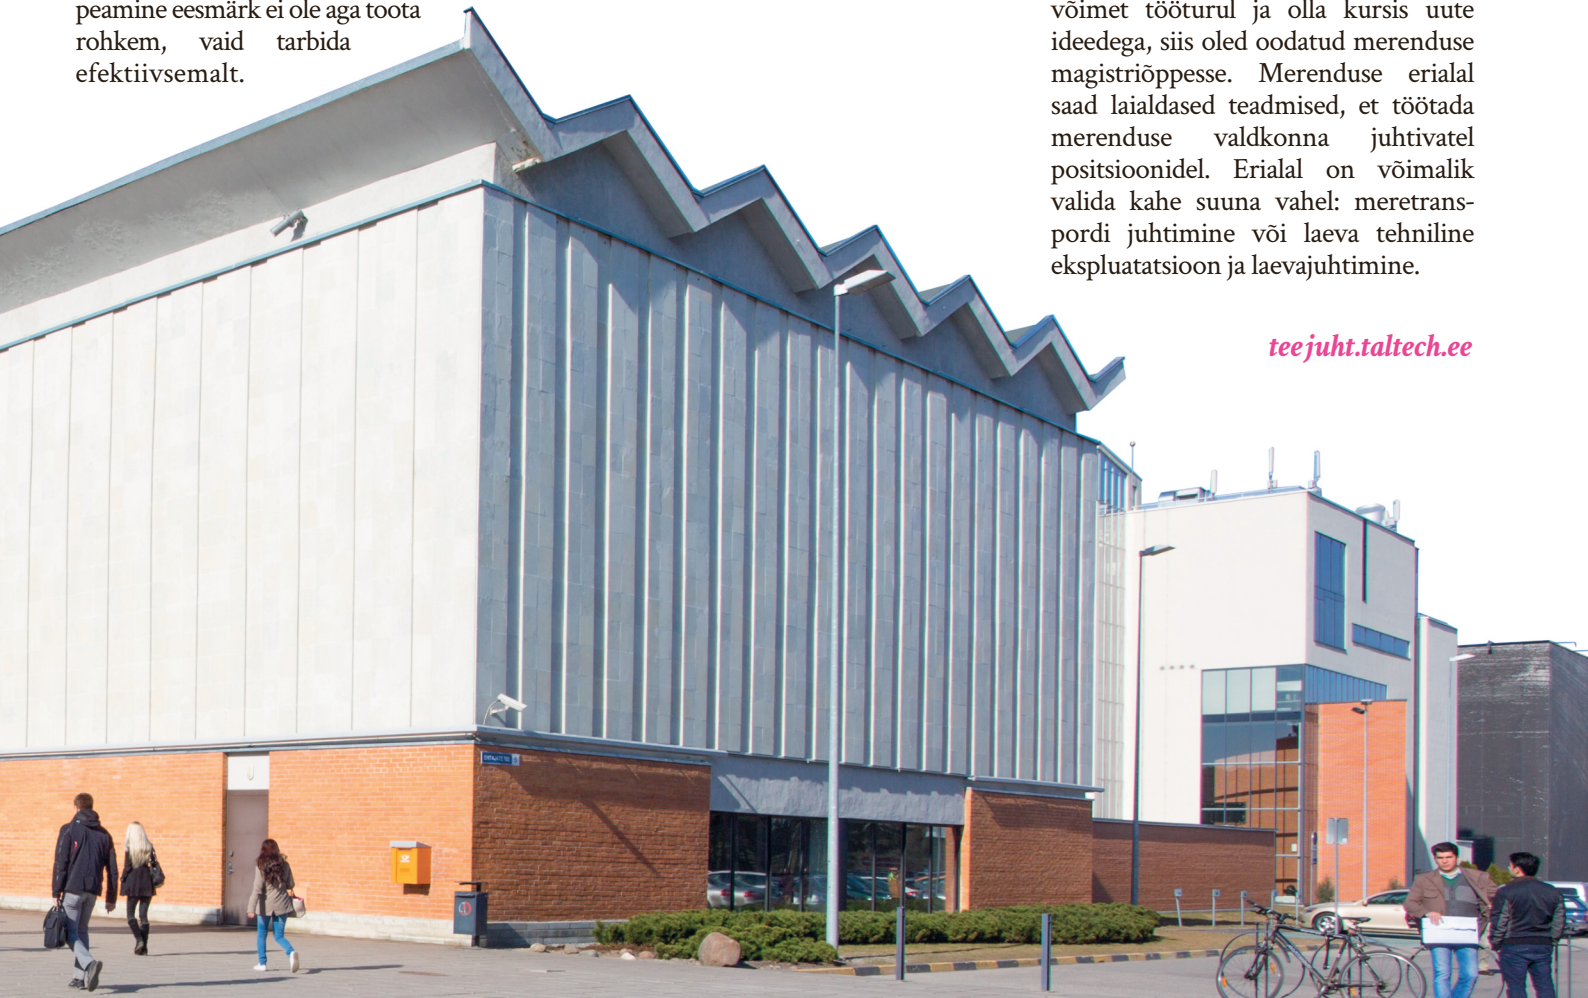 peamine eesmärk ei ole aga toota
rohkem, vaid tarbida
efektiivsemalt.
võimet tööturul ja olla kursis uute
ideedega, siis oled oodatud merenduse
magistriõppesse. Merenduse erialal
saad laialdased teadmised, et töötada
merenduse valdkonna juhtivatel
positsioonidel. Erialal on võimalik
valida kahe suuna vahel: meretrans-
pordi juhtimine või laeva tehniline
ekspluatatsioon ja laevajuhtimine.
teejuht.taltech.ee